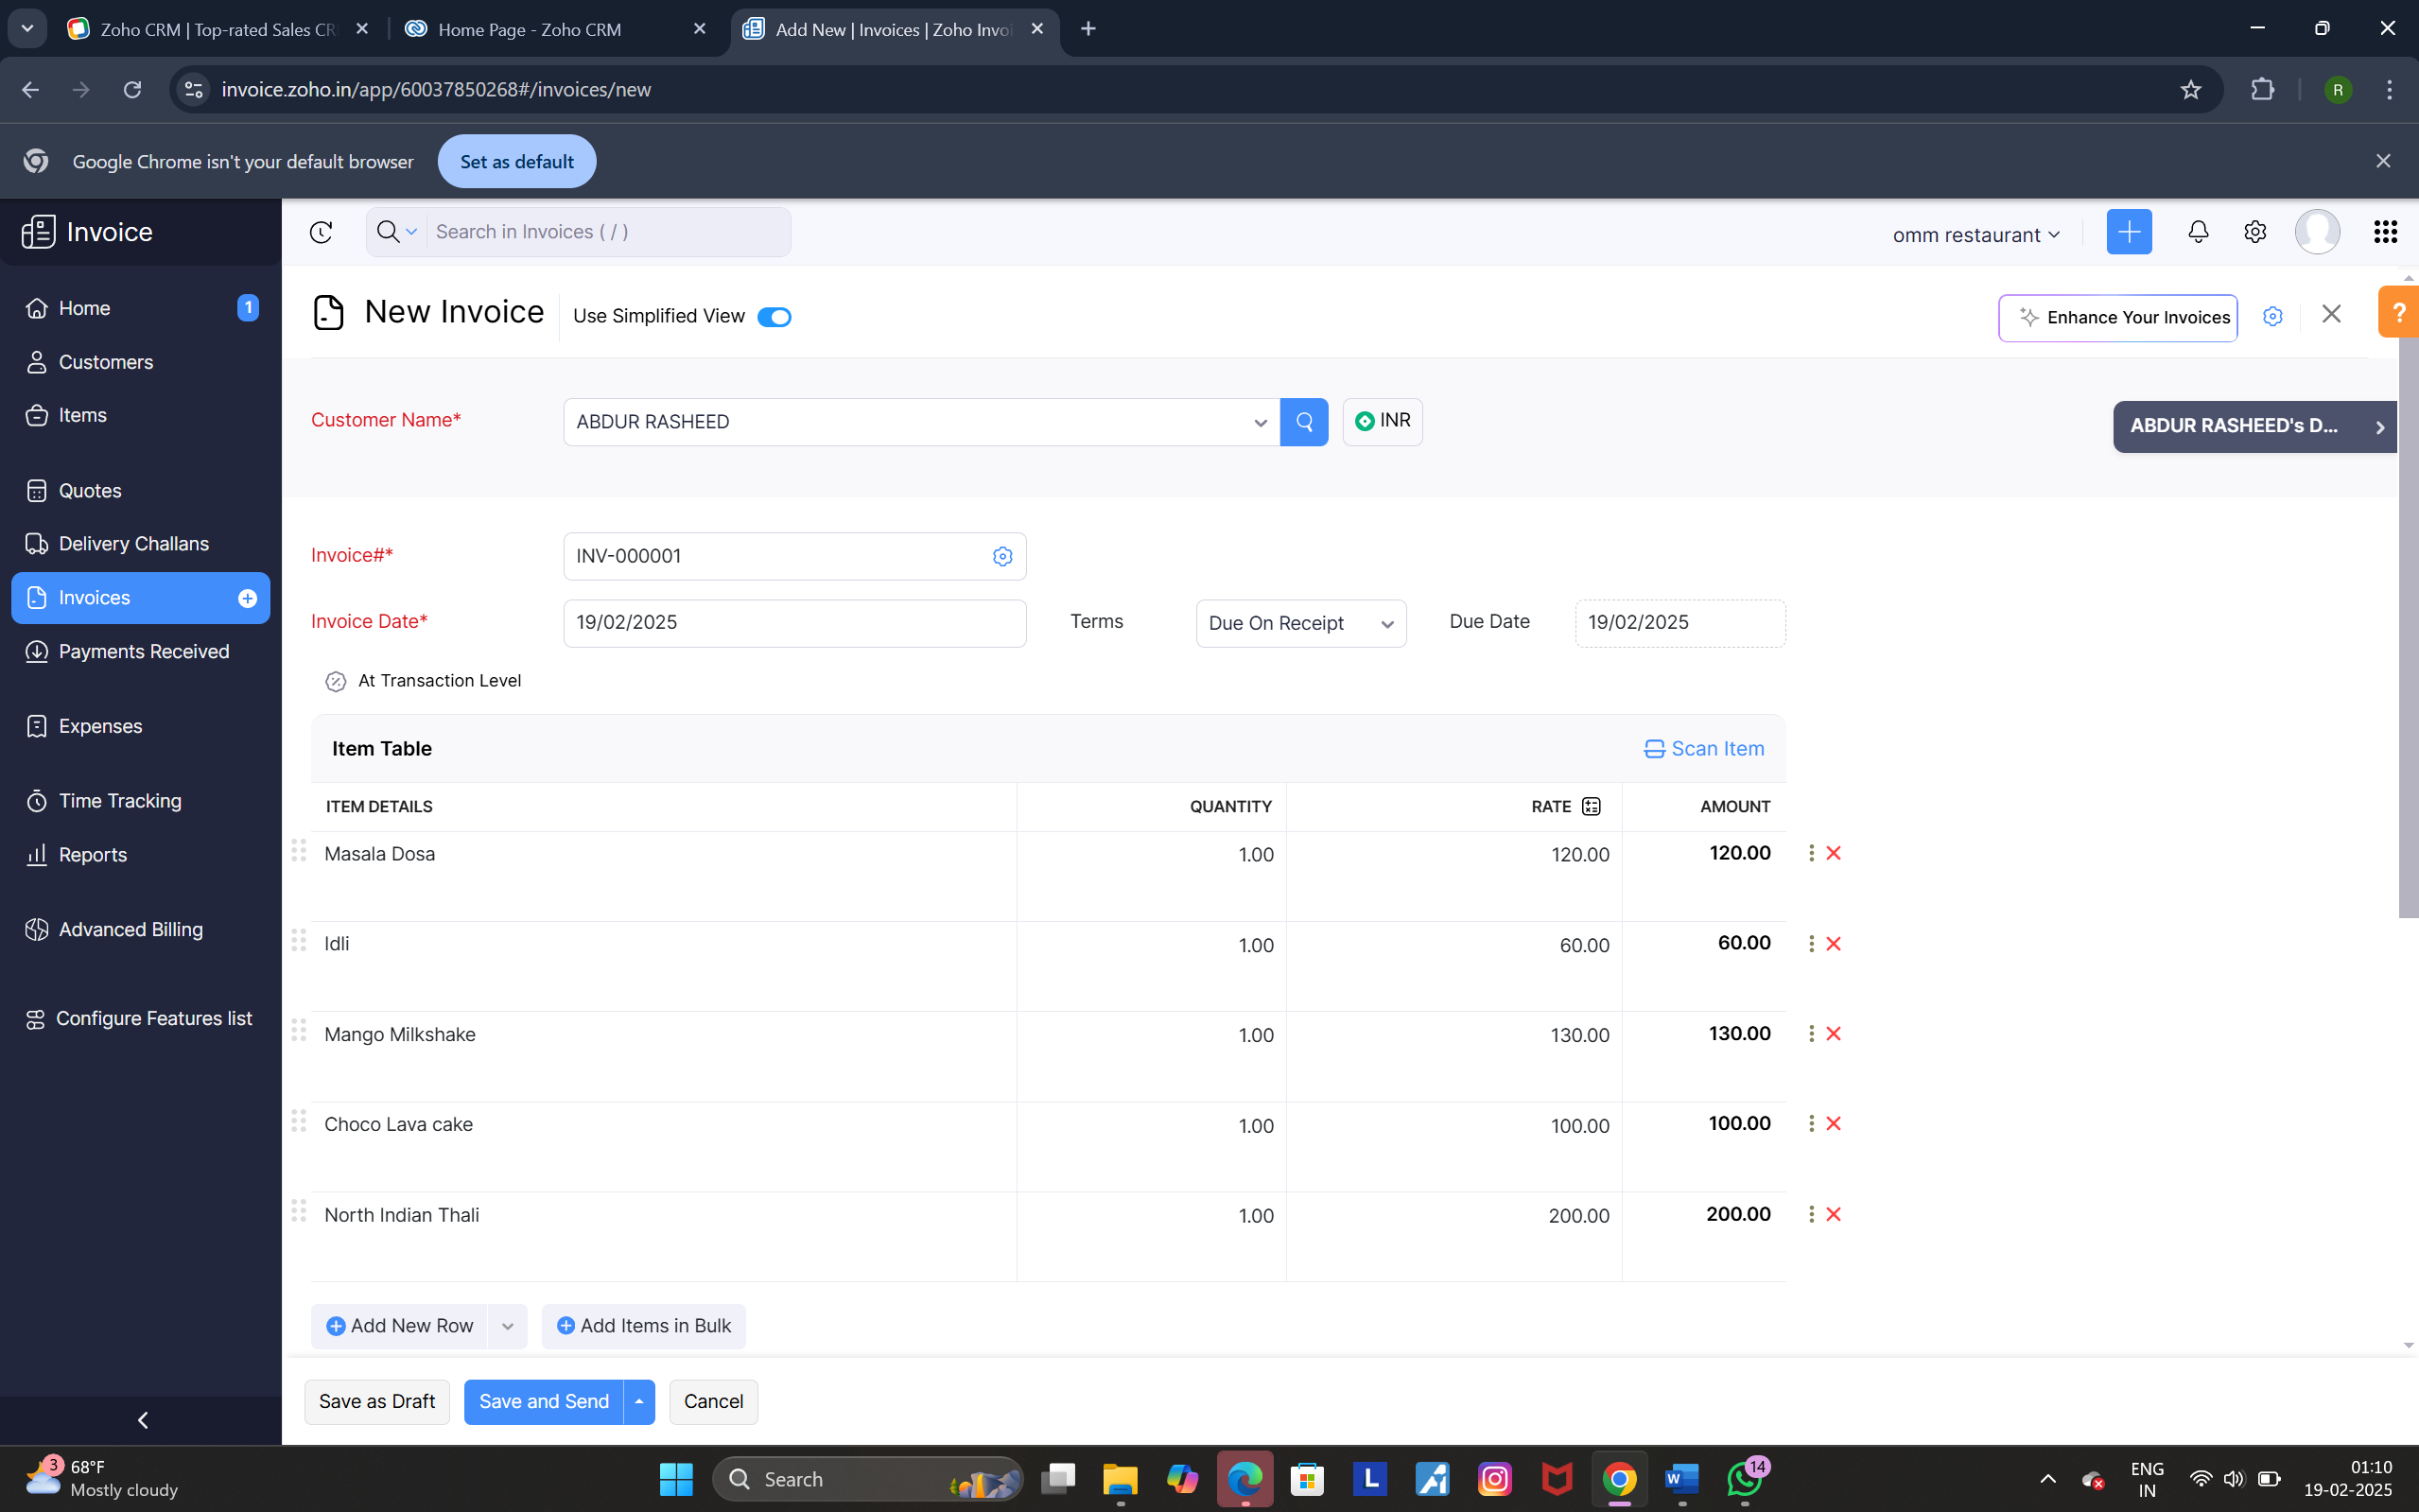 Zoho CRM | Top-rated Sales CR
Home Page - Zoho CRM
Add New | Invoices | Zoho Invoi
invoice.zoho.in/app/60037850268#/invoices/new
R
Google Chrome isn't your default browser
Set as default
Invoice
Search in Invoices ( / )
omm restaurant
Home
1
Customers
Items
Quotes
Delivery Challans
Invoices
Payments Received
Expenses
Time Tracking
Reports
Advanced Billing
Configure Features list
New Invoice
Use Simplified View
Enhance Your Invoices
?
Customer Name*
ABDUR RASHEED
INR
ABDUR RASHEED's D...
Invoice#*
INV-000001
Invoice Date*
19/02/2025
Terms
Due On Receipt
Due Date
19/02/2025
At Transaction Level
Item Table
Scan Item
ITEM DETAILS QUANTITY RATE AMOUNT
Masala Dosa 1.00 120.00 120.00
Idli 1.00 60.00 60.00
Mango Milkshake 1.00 130.00 130.00
Choco Lava cake 1.00 100.00 100.00
North Indian Thali 1.00 200.00 200.00
Add New Row
Add Items in Bulk
Save as Draft
Save and Send
Cancel
3
68°F
Mostly cloudy
Search
L
W
14
ENG
IN
01:10
19-02-2025